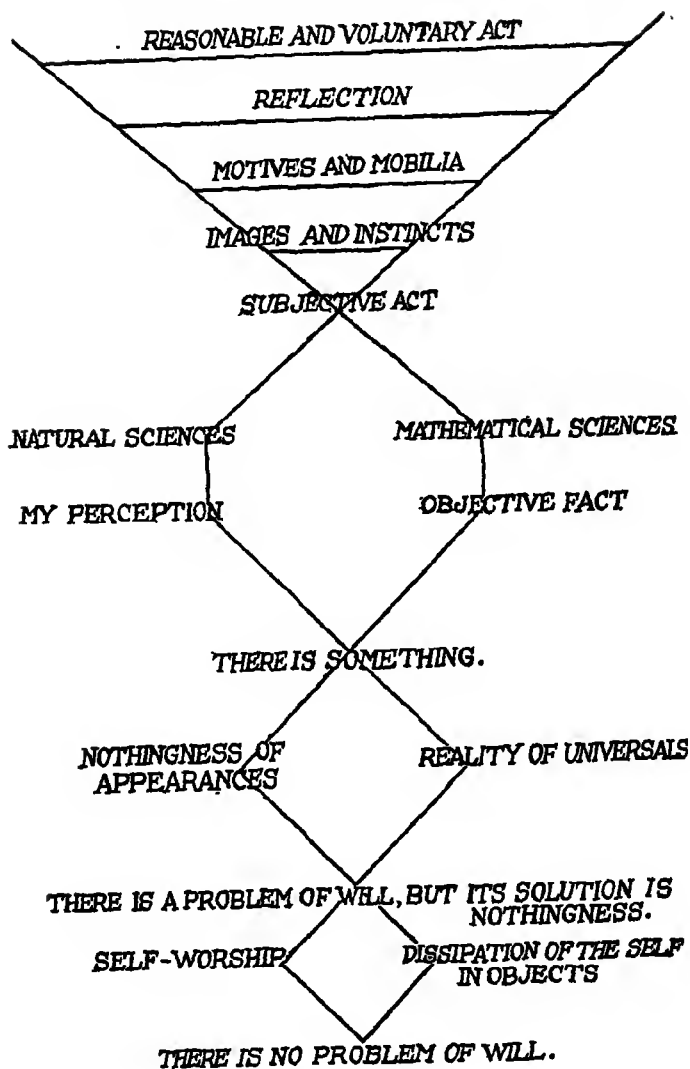 REASONABLE AND VOLUNTARY ACT
REFLECTION
MOTIVES AND MOBILIA
IMAGES AND INSTINCTS
SUBJECTIVE ACT
NATURAL SCIENCES
MATHEMATICAL SCIENCES
MY PERCEPTION
OBJECTIVE FACT
THERE IS SOMETHING.
NOTHINGNESS OF
APPEARANCES
REALITY OF UNIVERSALS
THERE IS A PROBLEM OF WILL, BUT ITS SOLUTION IS
NOTHINGNESS.
SELF-WORSHIP
DISSIPATION OF THE SELF
IN OBJECTS
THERE IS NO PROBLEM OF WILL.